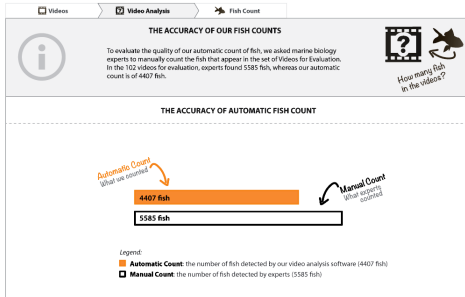 Videos
Video Analysis
Fish Count
THE ACCURACY OF OUR FISH COUNTS
To evaluate the quality of our automatic count of fish, we asked marine biology
experts to manually count the fish that appear in the set of Videos for Evaluation.
In the 102 videos for evaluation, experts found 5585 fish, whereas our automatic
count is of 4407 fish.
How many fish
in the videos?
THE ACCURACY OF AUTOMATIC FISH COUNT
Automatic Count
What we counted
4407 fish
Manual Count
What experts
counted
5585 fish
Legend:
Automatic Count: the number of fish detected by our video analysis software (4407 fish)
Manual Count: the number of fish detected by experts (5585 fish)